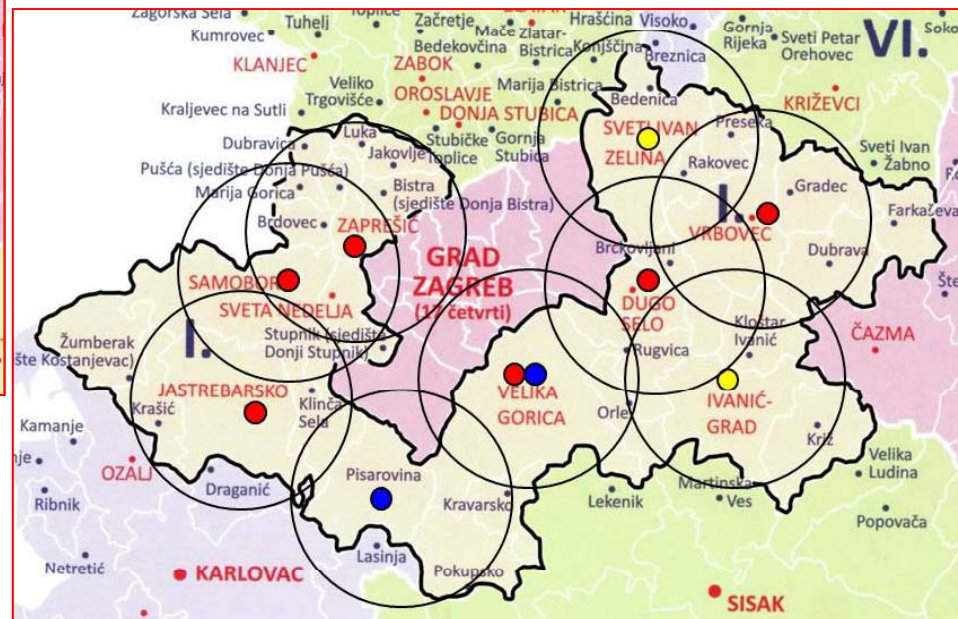 Zagorska Sela
Tuhelj
Toplice
Začretje
Hrašćina
Visoko
Gornja
Rijeka
Sveti Petar
Orehovec
VI.
Kumrovec
Mače
Zlatar-
Bistrica
Bedekovčina
Konjščina
Breznica
KLANJEC
ZABOK
Veliko
Trgovišće
OROSLAVJE
Marija Bistrica
Bedenica
KRIŽEVCI
Kraljevec na Sutli
DONJA STUBICA
Luka
Stubičke
Toplice
Gornja
Stubica
SVETI IVAN
ZELINA
Preseka
Sveti Ivan
Žabno
Dubravica
Jakovlje
Pušća (sjedište Donja Pušća)
Rakovec
Marija Gorica
Bistra
(sjedište Donja Bistra)
I.
Gradec
Brdovec
ZAPREŠIĆ
VRBOVEC
Farkaševa
GRAD
ZAGREB
(17 četvrti)
Brckovljani
Dubrava
SAMOBOR
SVETA NEDELJA
DUGO
SELO
Kloštar
Ivanić
ČAZMA
Žumberak
ište Kostanjevac)
I.
Stupnik (sjedište
Donji Stupnik)
Rugvica
JASTREBARSKO
Klinča
Sela
VELIKA
GORICA
Orle
IVANIĆ-
GRAD
Krašić
Križ
Kamanje
OZALJ
Draganić
Pisarovina
Kravarsko
Lekenik
Martinska
Ves
Velika
Ludina
Ribnik
Popovača
Lasinja
Netretić
Pokupsko
KARLOVAC
SISAK